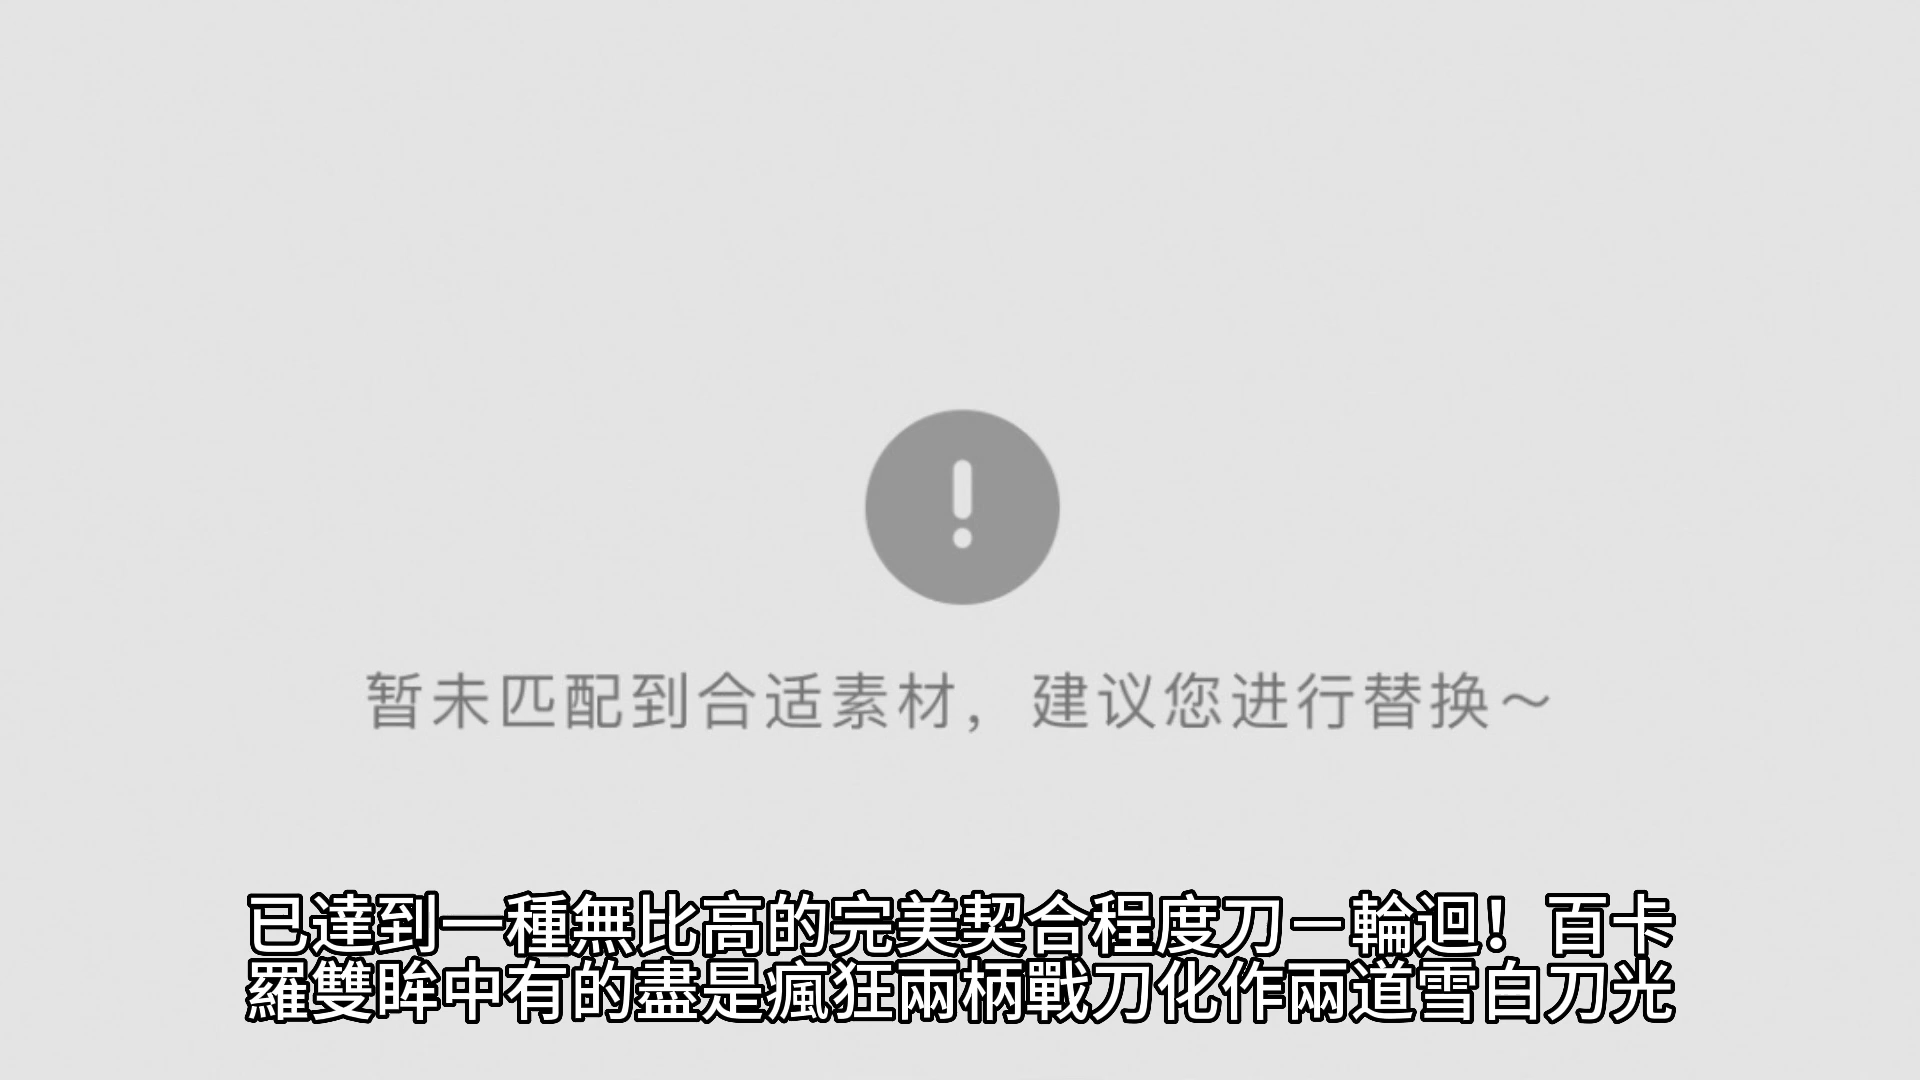 暂未匹配到合适素材，建议您进行替换～
已達到一種無比高的完美契合程度刀－輪迴！百卡
羅雙眸中有的盡是瘋狂兩柄戰刀化作兩道雪白刀光